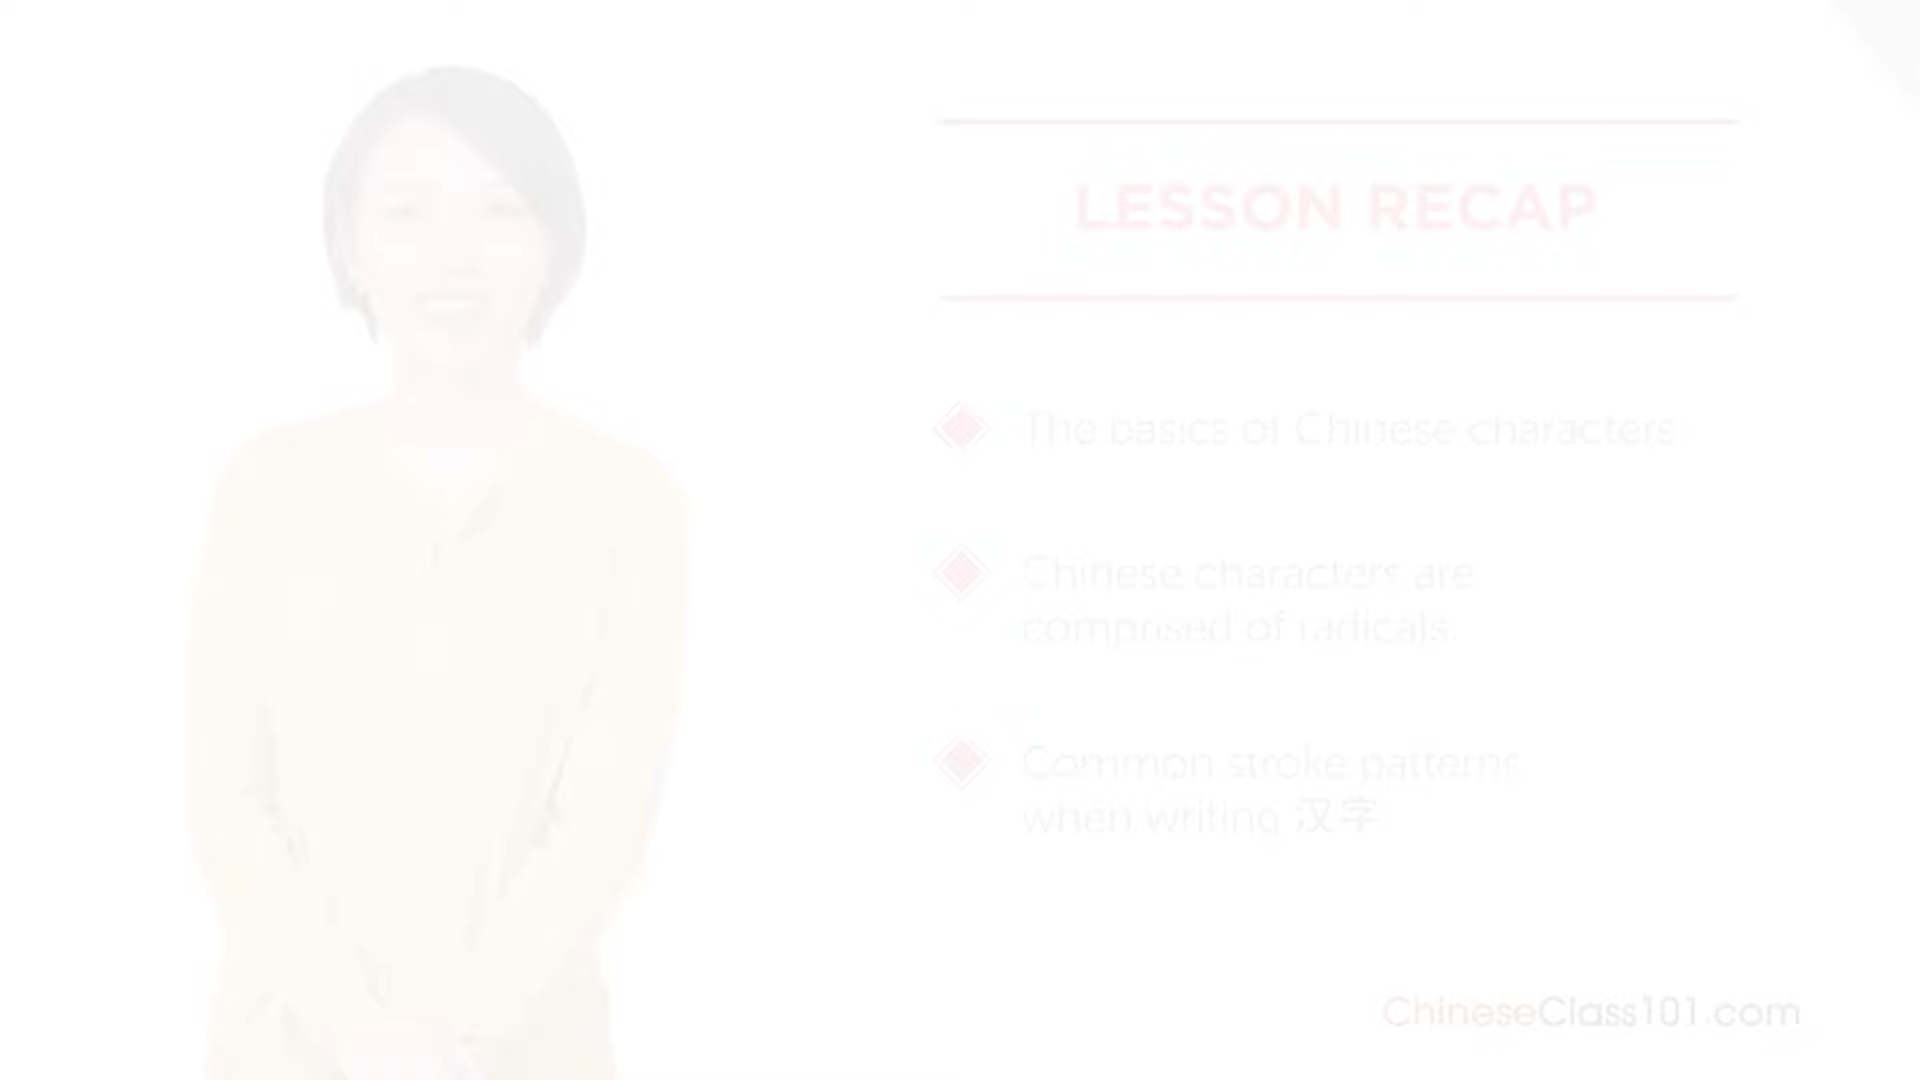 LESSON RECAP
The basics of Chinese characters
Chinese characters are
comprised of radicals
Common stroke patterns
when writing 汉字
ChineseClass101.com